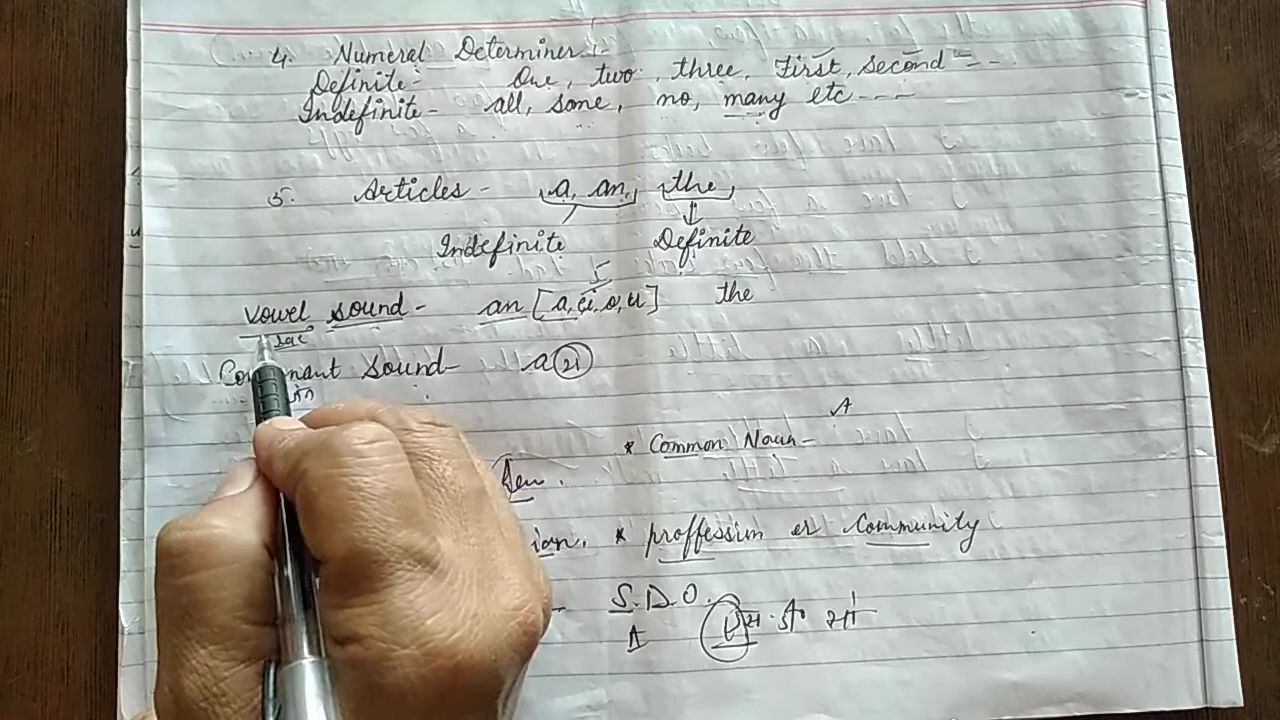 4. Numeral Determiner :-
Definite - One, two, three, First, Second - - -
Indefinite - all, some, no, many etc - - -
5. Articles - a, an, the,
Indefinite Definite
5
Vowel Sound - an [a, e, i, o, u] the
Sound - a 21
A
* Common Noun -
* proffession or Community
S.D.O.
A